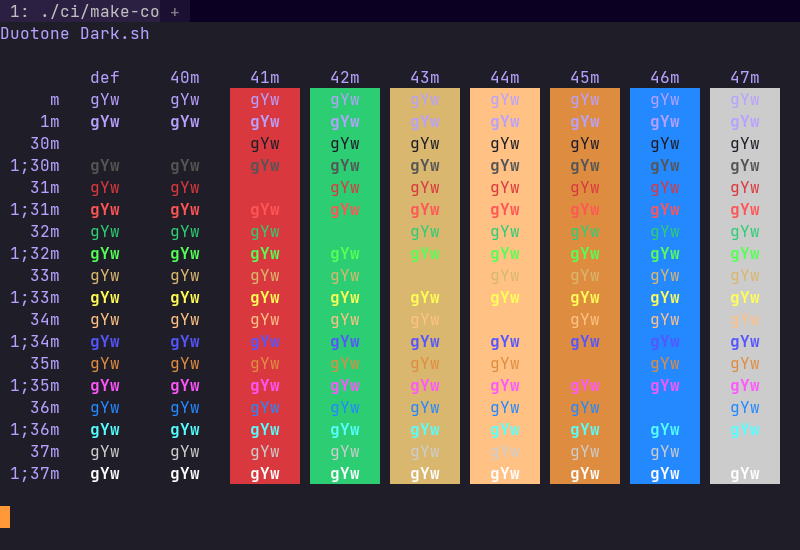 1: ./ci/make-co +
Duotone Dark.sh
def 40m 41m 42m 43m 44m 45m 46m 47m
m gYw gYw gYw gYw gYw gYw gYw gYw gYw
1m gYw gYw gYw gYw gYw gYw gYw gYw gYw
30m gYw gYw gYw gYw gYw gYw gYw
1;30m gYw gYw gYw gYw gYw gYw gYw gYw gYw
31m gYw gYw gYw gYw gYw gYw gYw gYw
1;31m gYw gYw gYw gYw gYw gYw gYw gYw gYw
32m gYw gYw gYw gYw gYw gYw gYw gYw
1;32m gYw gYw gYw gYw gYw gYw gYw gYw gYw
33m gYw gYw gYw gYw gYw gYw gYw gYw
1;33m gYw gYw gYw gYw gYw gYw gYw gYw gYw
34m gYw gYw gYw gYw gYw gYw gYw gYw
1;34m gYw gYw gYw gYw gYw gYw gYw gYw gYw
35m gYw gYw gYw gYw gYw gYw gYw gYw
1;35m gYw gYw gYw gYw gYw gYw gYw gYw gYw
36m gYw gYw gYw gYw gYw gYw gYw gYw
1;36m gYw gYw gYw gYw gYw gYw gYw gYw gYw
37m gYw gYw gYw gYw gYw gYw gYw gYw
1;37m gYw gYw gYw gYw gYw gYw gYw gYw gYw